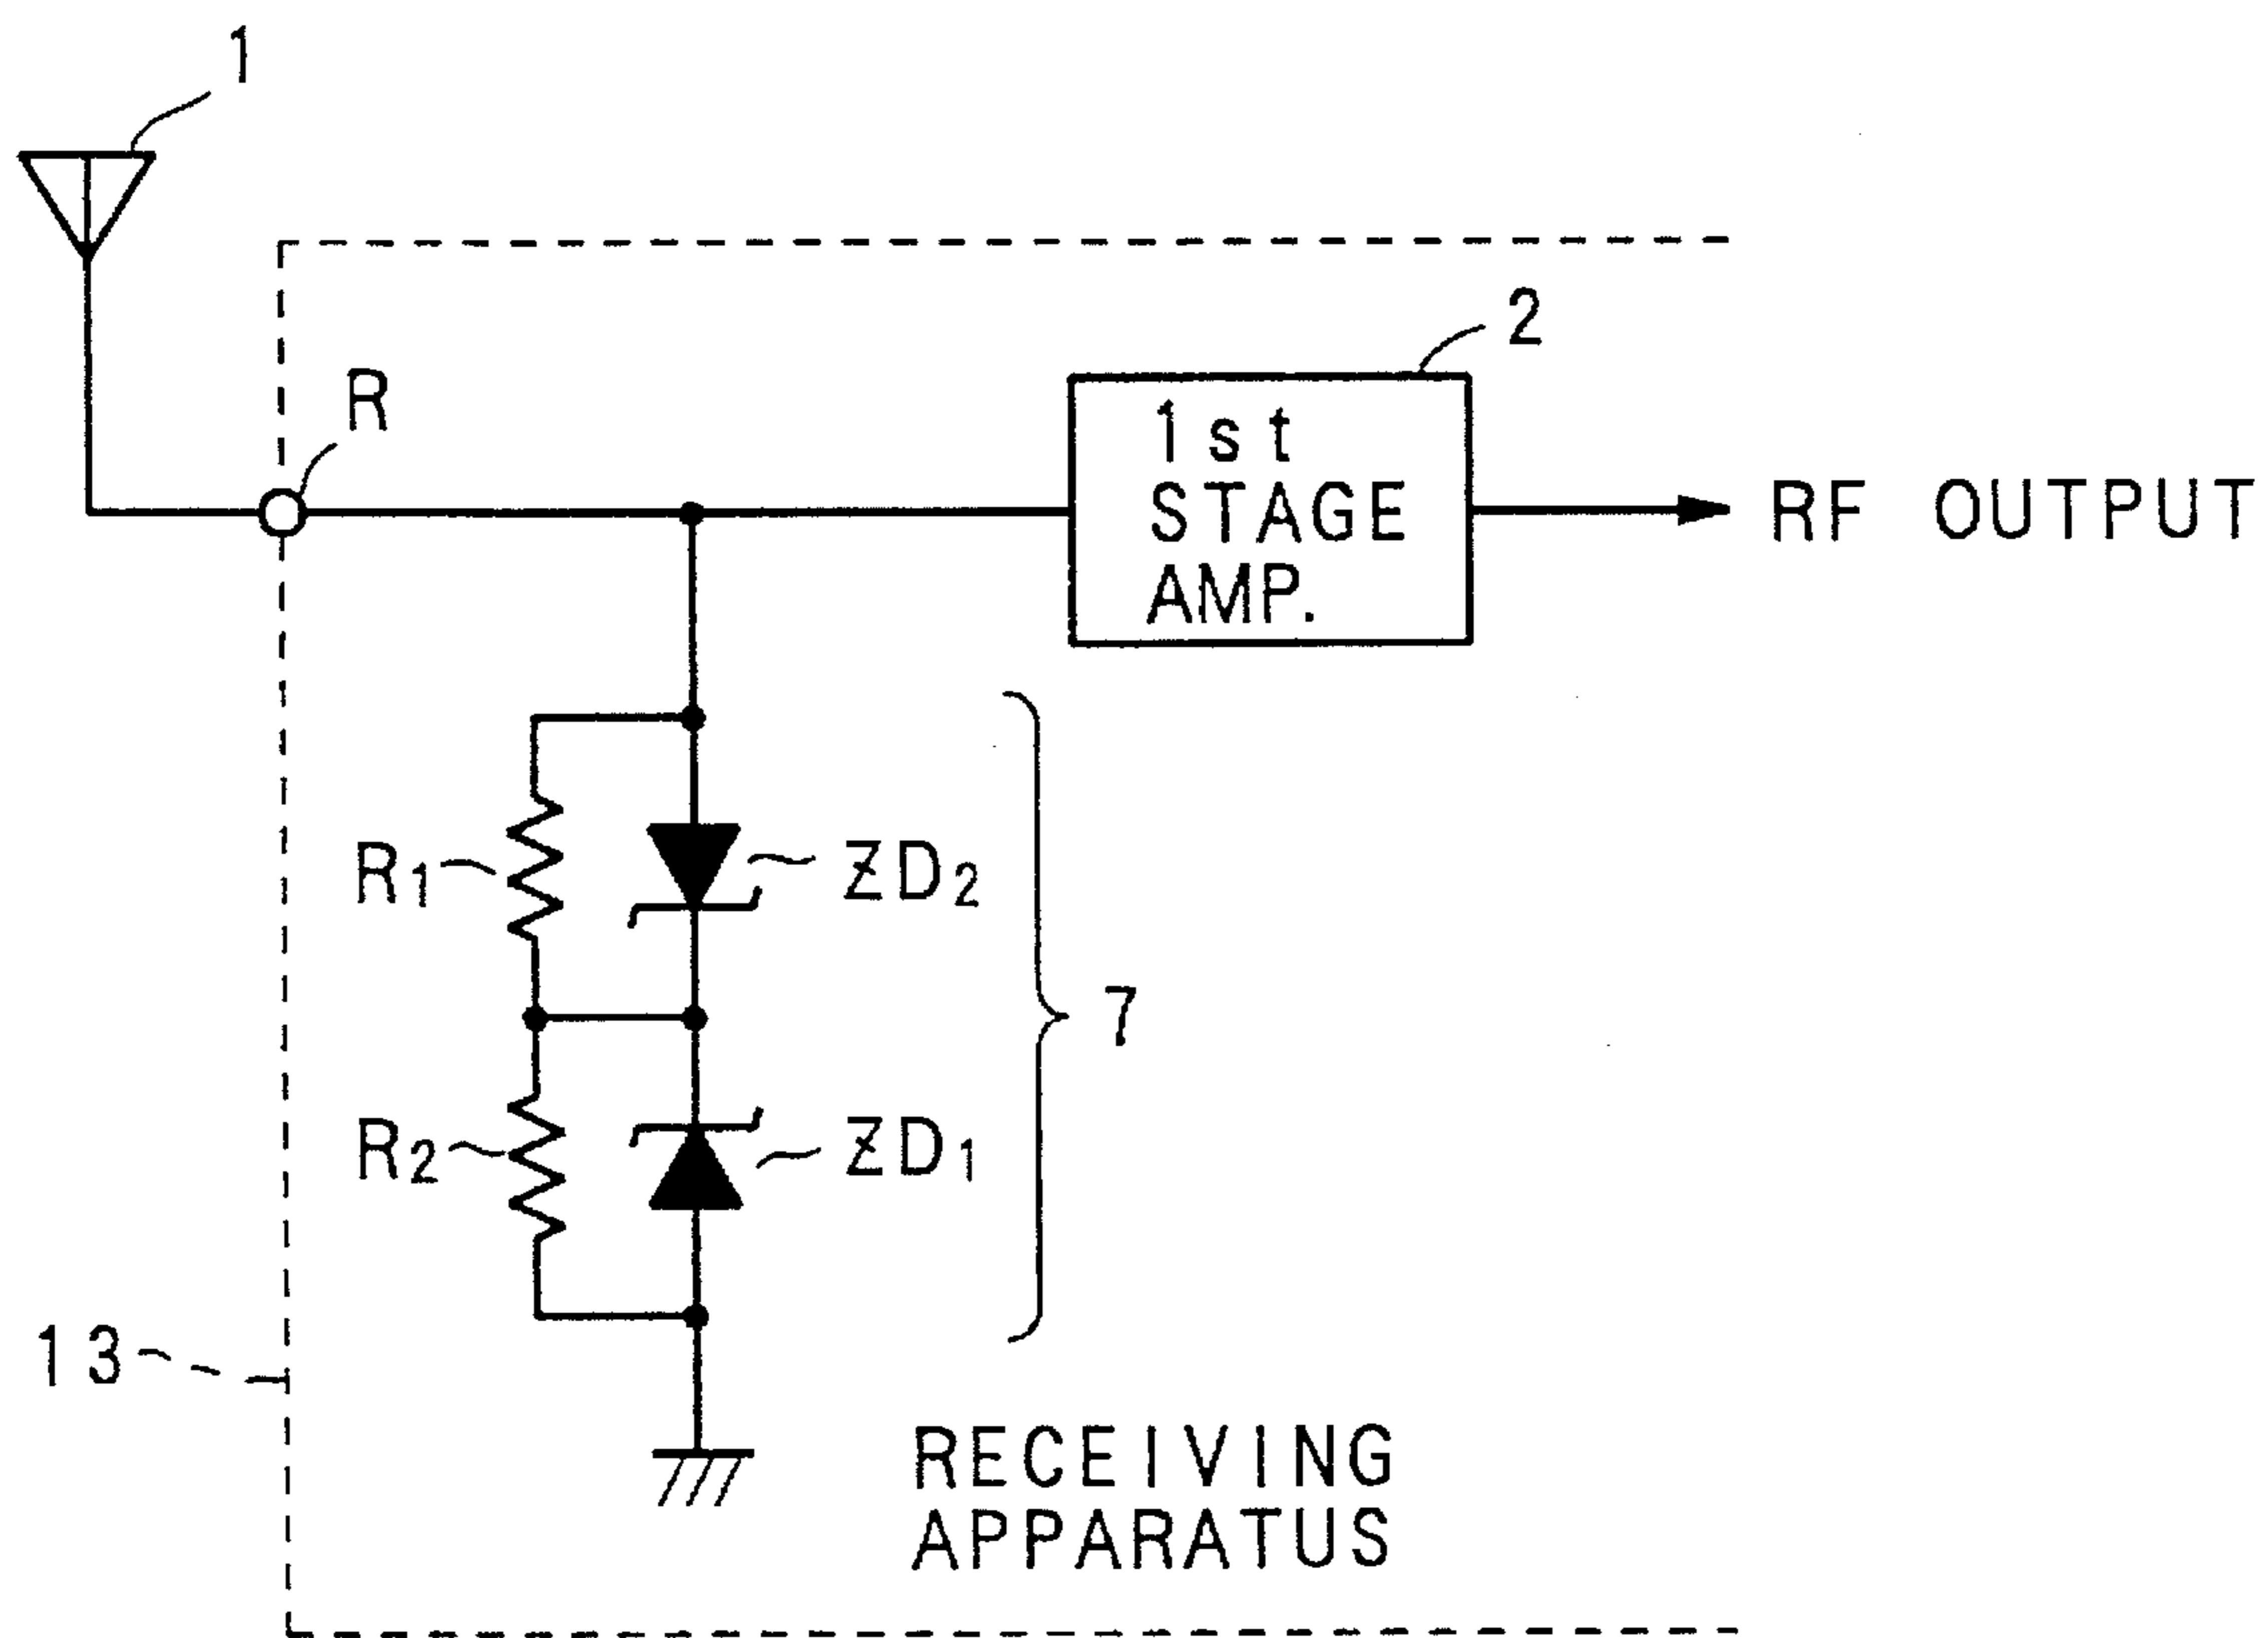 1
2
R
1st
STAGE
AMP.
RF OUTPUT
R1
ZD2
7
R2
ZD1
13
RECEIVING
APPARATUS